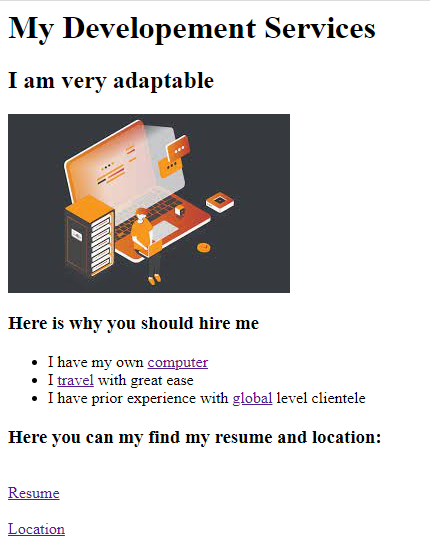 My Developement Services
I am very adaptable
Here is why you should hire me
I have my own computer
I travel with great ease
I have prior experience with global level clientele
Here you can my find my resume and location:
Resume
Location